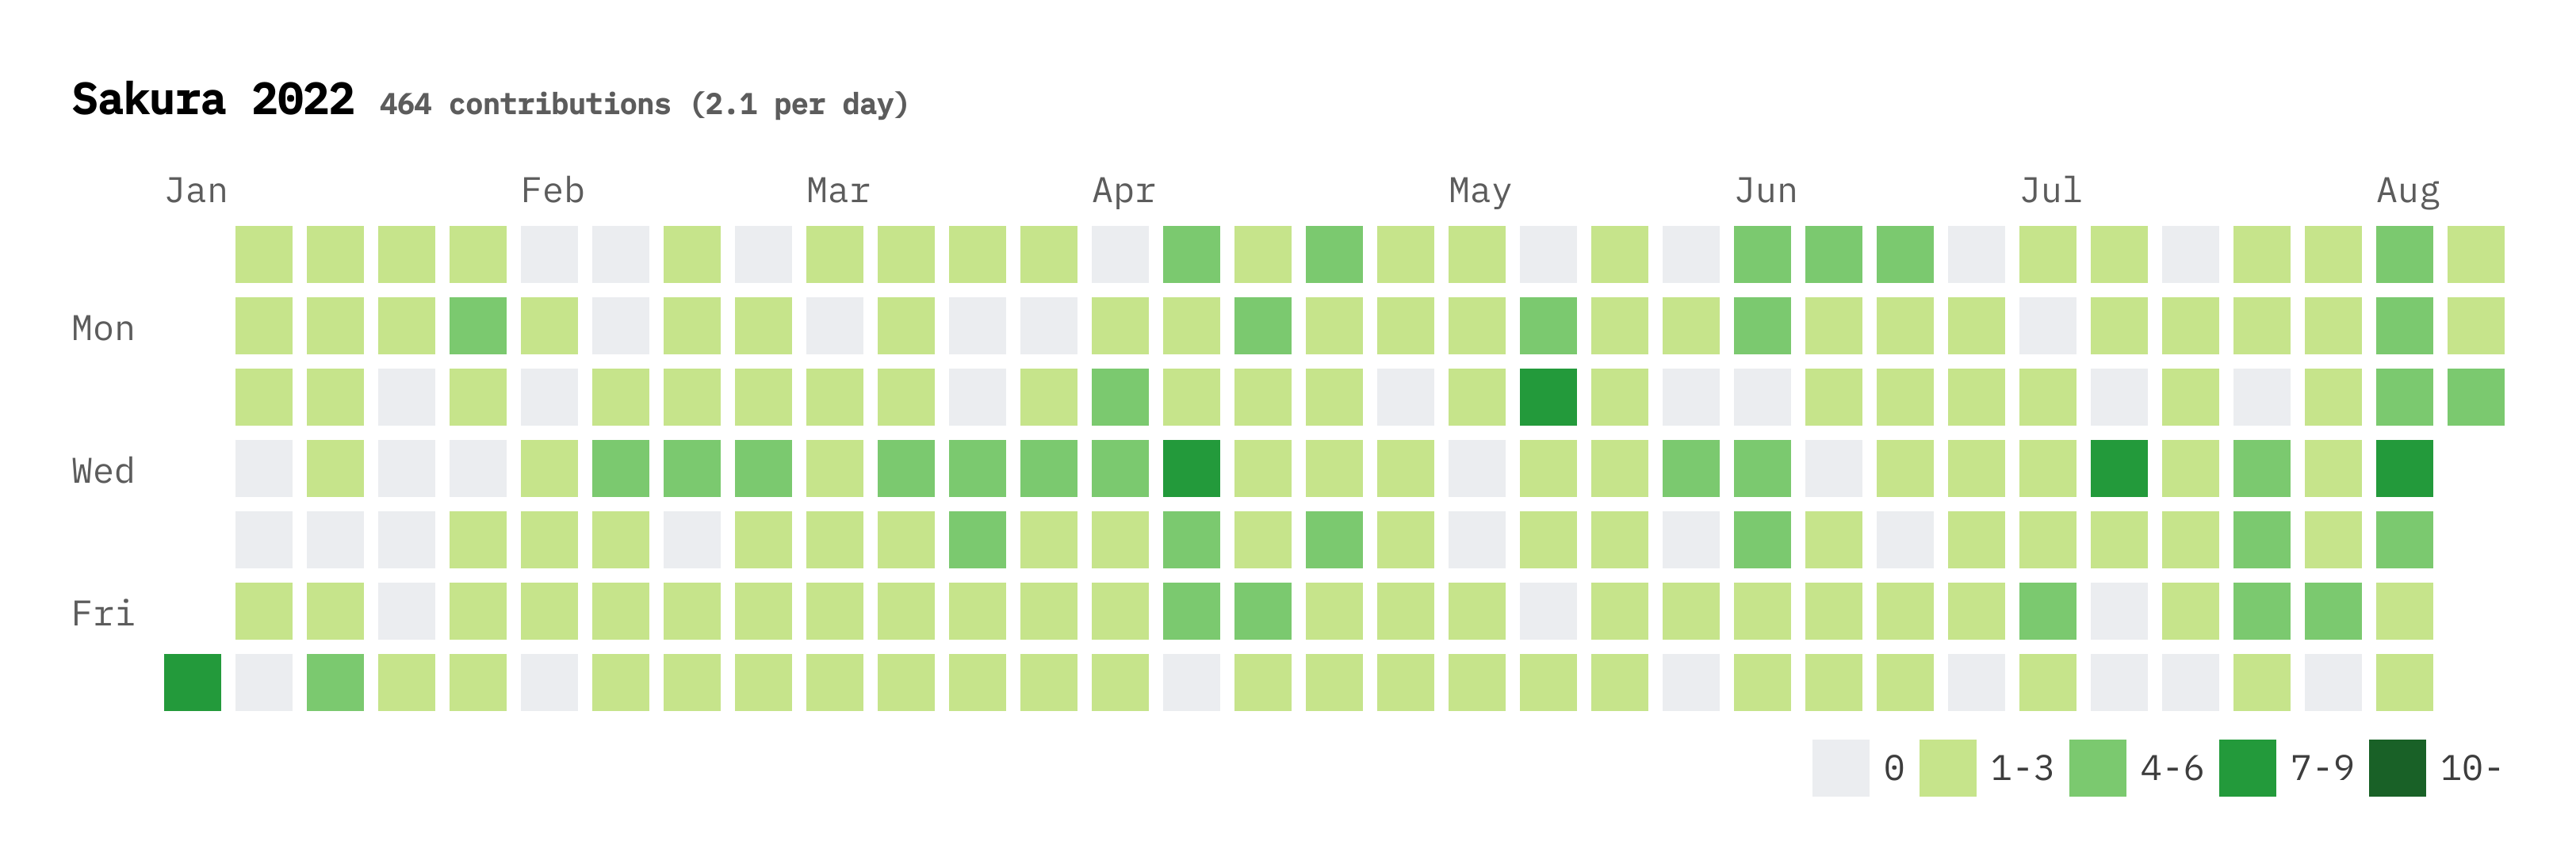 Sakura 2022 464 contributions (2.1 per day)
Jan Feb Mar Apr May Jun Jul Aug
Mon
Wed
Fri
0 1-3 4-6 7-9 10-